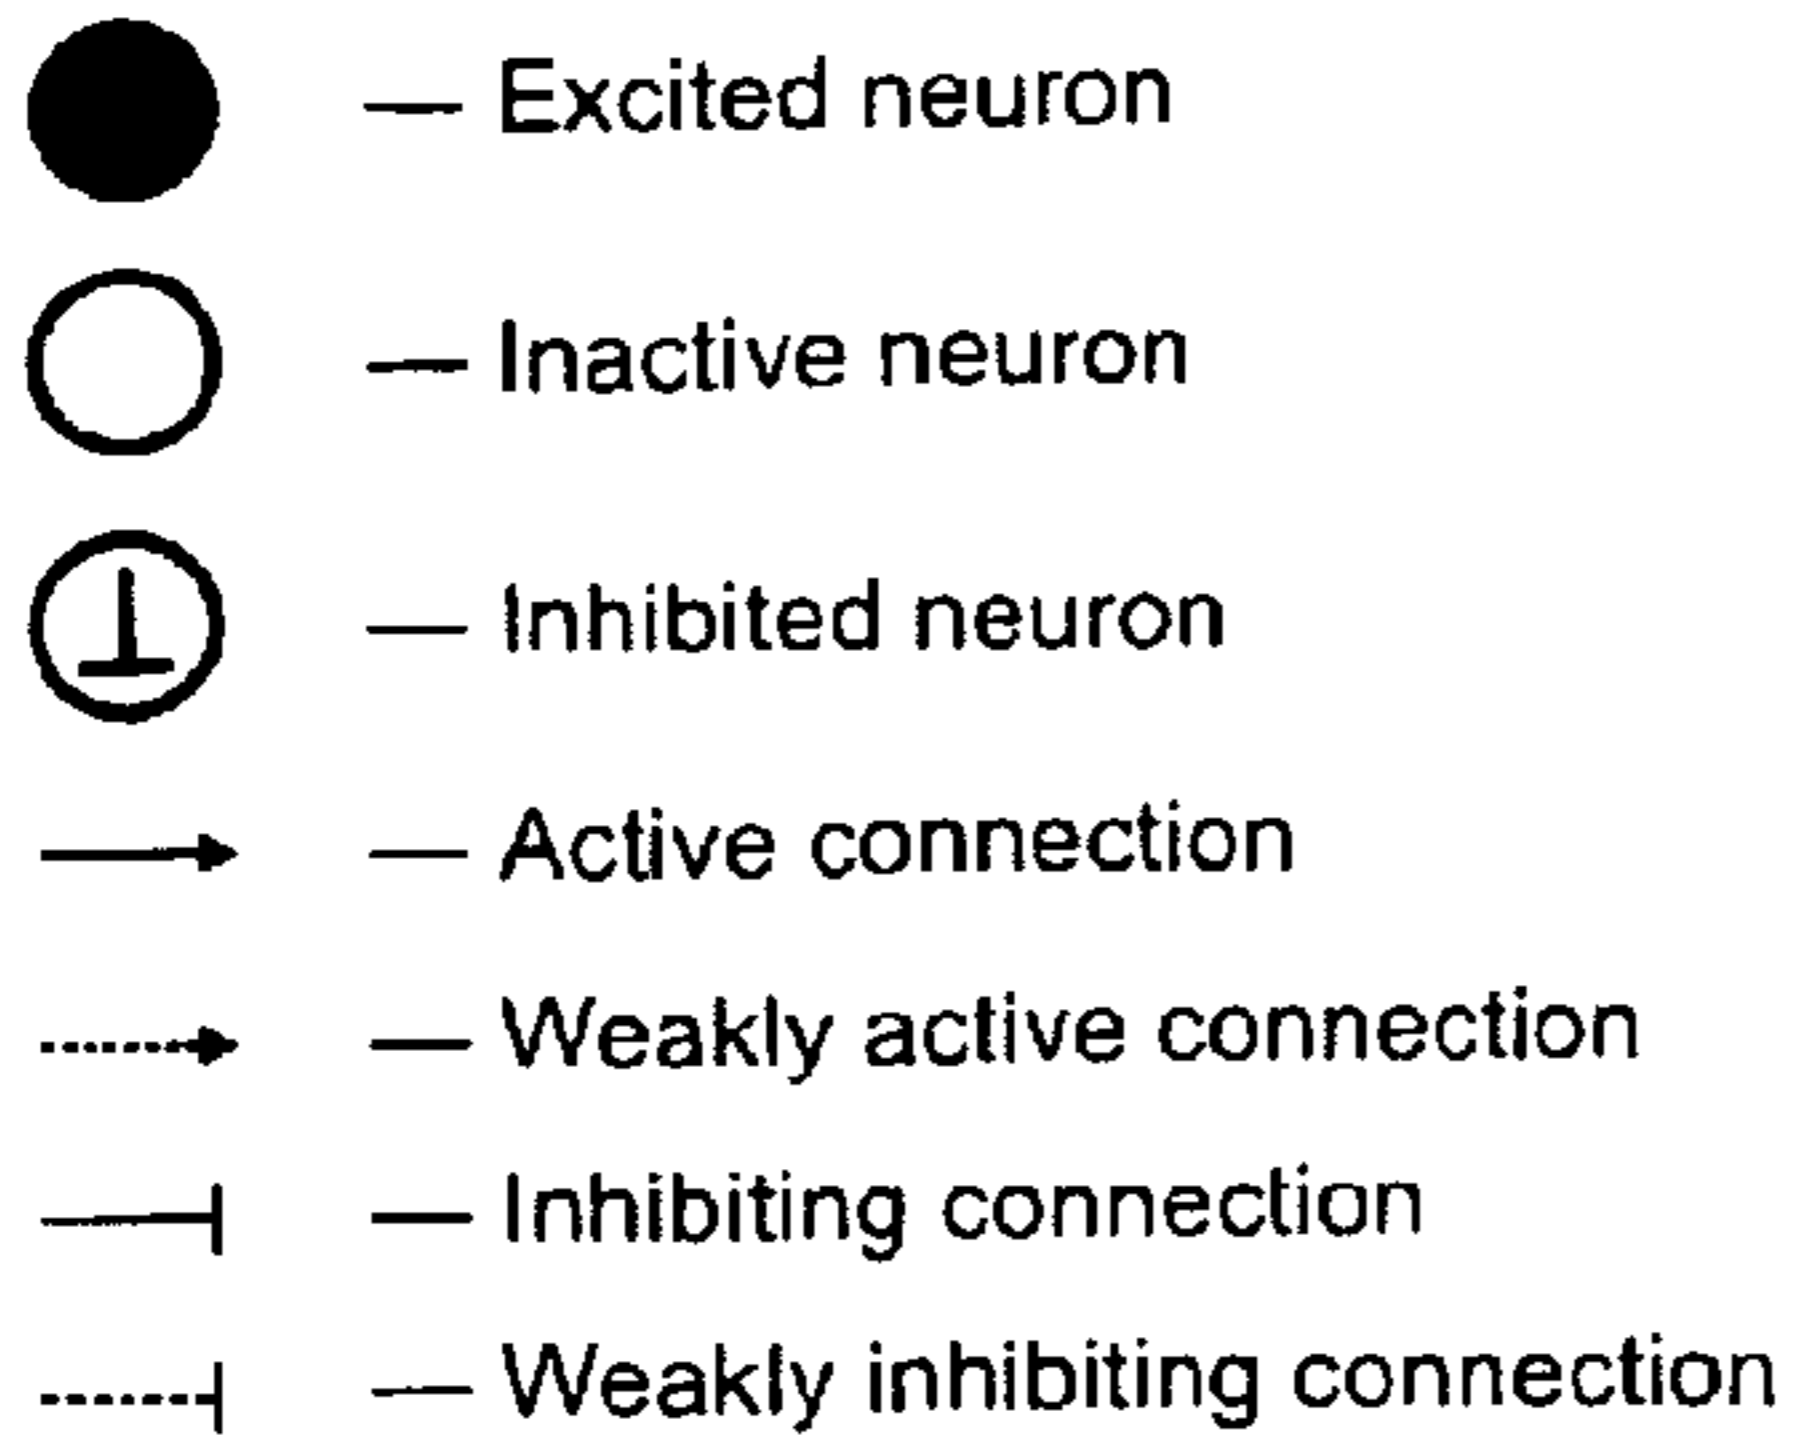 — Excited neuron
— Inactive neuron
— Inhibited neuron
— Active connection
— Weakly active connection
— Inhibiting connection
— Weakly inhibiting connection